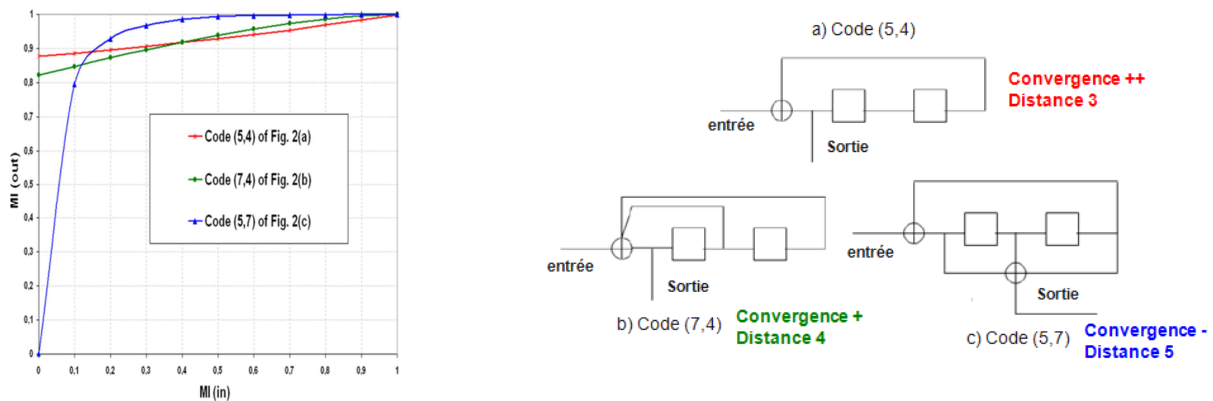 MI (out)
1
0,9
0,8
0,7
0,6
0,5
0,4
0,3
0,2
0,1
0
0 0,1 0,2 0,3 0,4 0,5 0,6 0,7 0,8 0,9 1
MI (in)
Code (5,4) of Fig. 2(a)
Code (7,4) of Fig. 2(b)
Code (5,7) of Fig. 2(c)
a) Code (5,4)
Convergence ++
Distance 3
entrée
Sortie
entrée
Sortie
b) Code (7,4)
Convergence +
Distance 4
entrée
Sortie
c) Code (5,7)
Convergence -
Distance 5